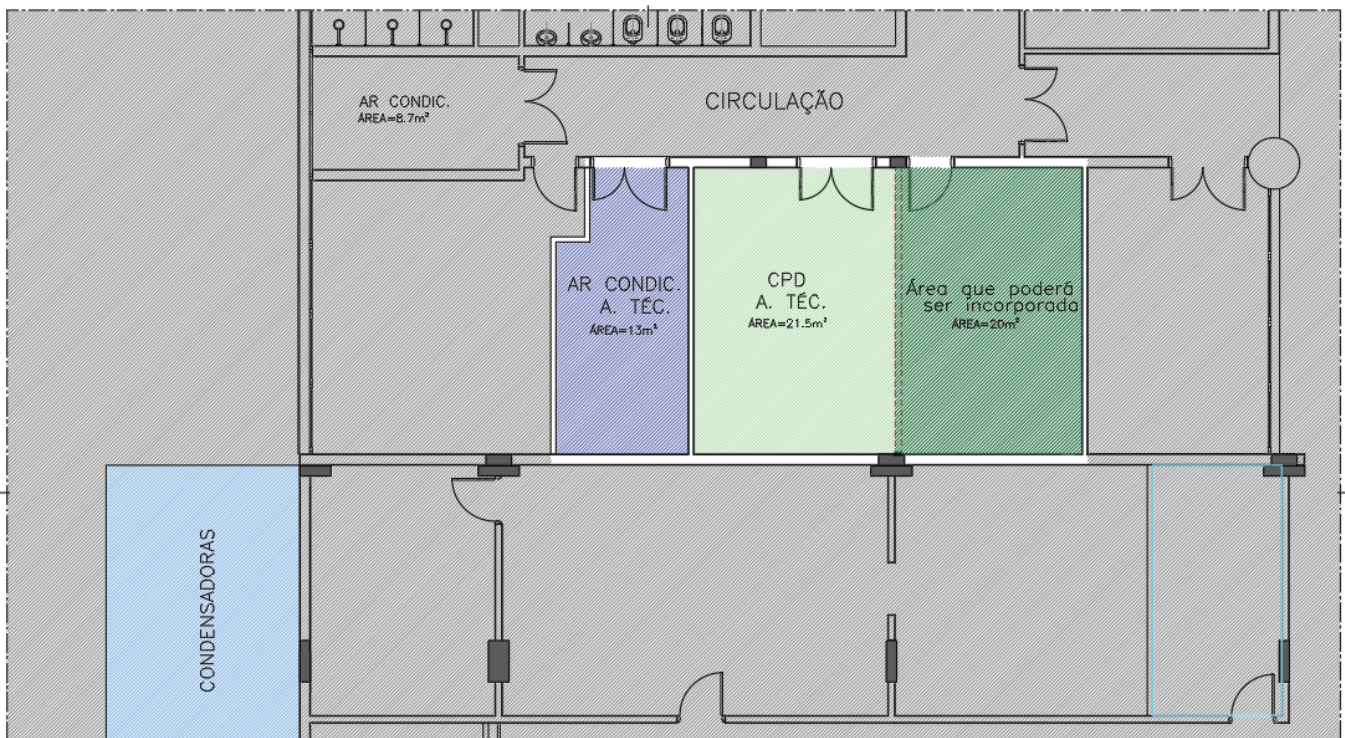 AR CONDIC.
ÁREA=8.7m²
CIRCULAÇÃO
AR CONDIC.
A. TÉC.
ÁREA=13m²
CPD
A. TÉC.
ÁREA=21.5m²
Área que poderá
ser incorporada
ÁREA=20m²
CONDENSADORAS